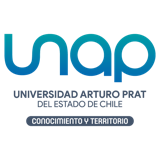 unap
UNIVERSIDAD ARTURO PRAT
DEL ESTADO DE CHILE
CONOCIMIENTO Y TERRITORIO